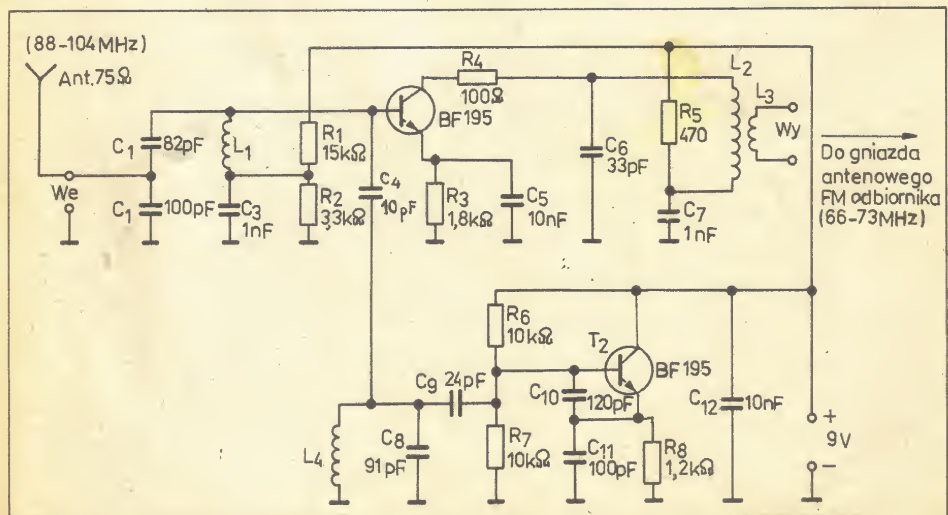 (88-104MHz)
Ant.75Ω
We
C1
82pF
C1
100pF
L1
C3
1nF
R1
15kΩ
R2
3,3kΩ
C4
10pF
BF195
R4
100Ω
R3
1,8kΩ
C5
10nF
C6
33pF
R5
470
C7
1nF
L2
L3
Wy
Do gniazda
antenowego
FM odbiornika
(66-73MHz)
L4
C8
91pF
C9 24pF
R6
10kΩ
R7
10kΩ
C10
120pF
C11
100pF
T2
BF195
R8
1,2kΩ
C12
10nF
+
9V
-